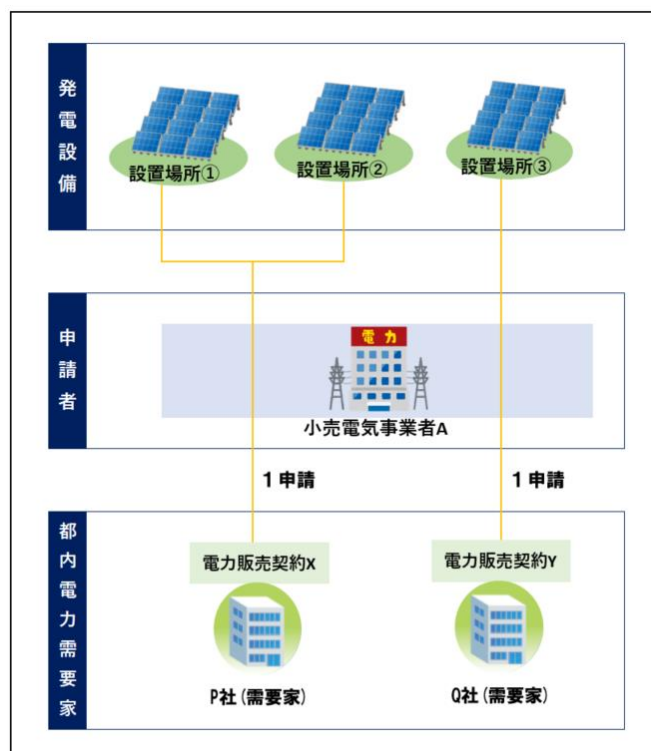 発電設備
設置場所①
設置場所②
設置場所③
申請者
電力
小売電気事業者A
1 申請
1 申請
都内電力需要家
電力販売契約X
電力販売契約Y
P社(需要家)
Q社(需要家)